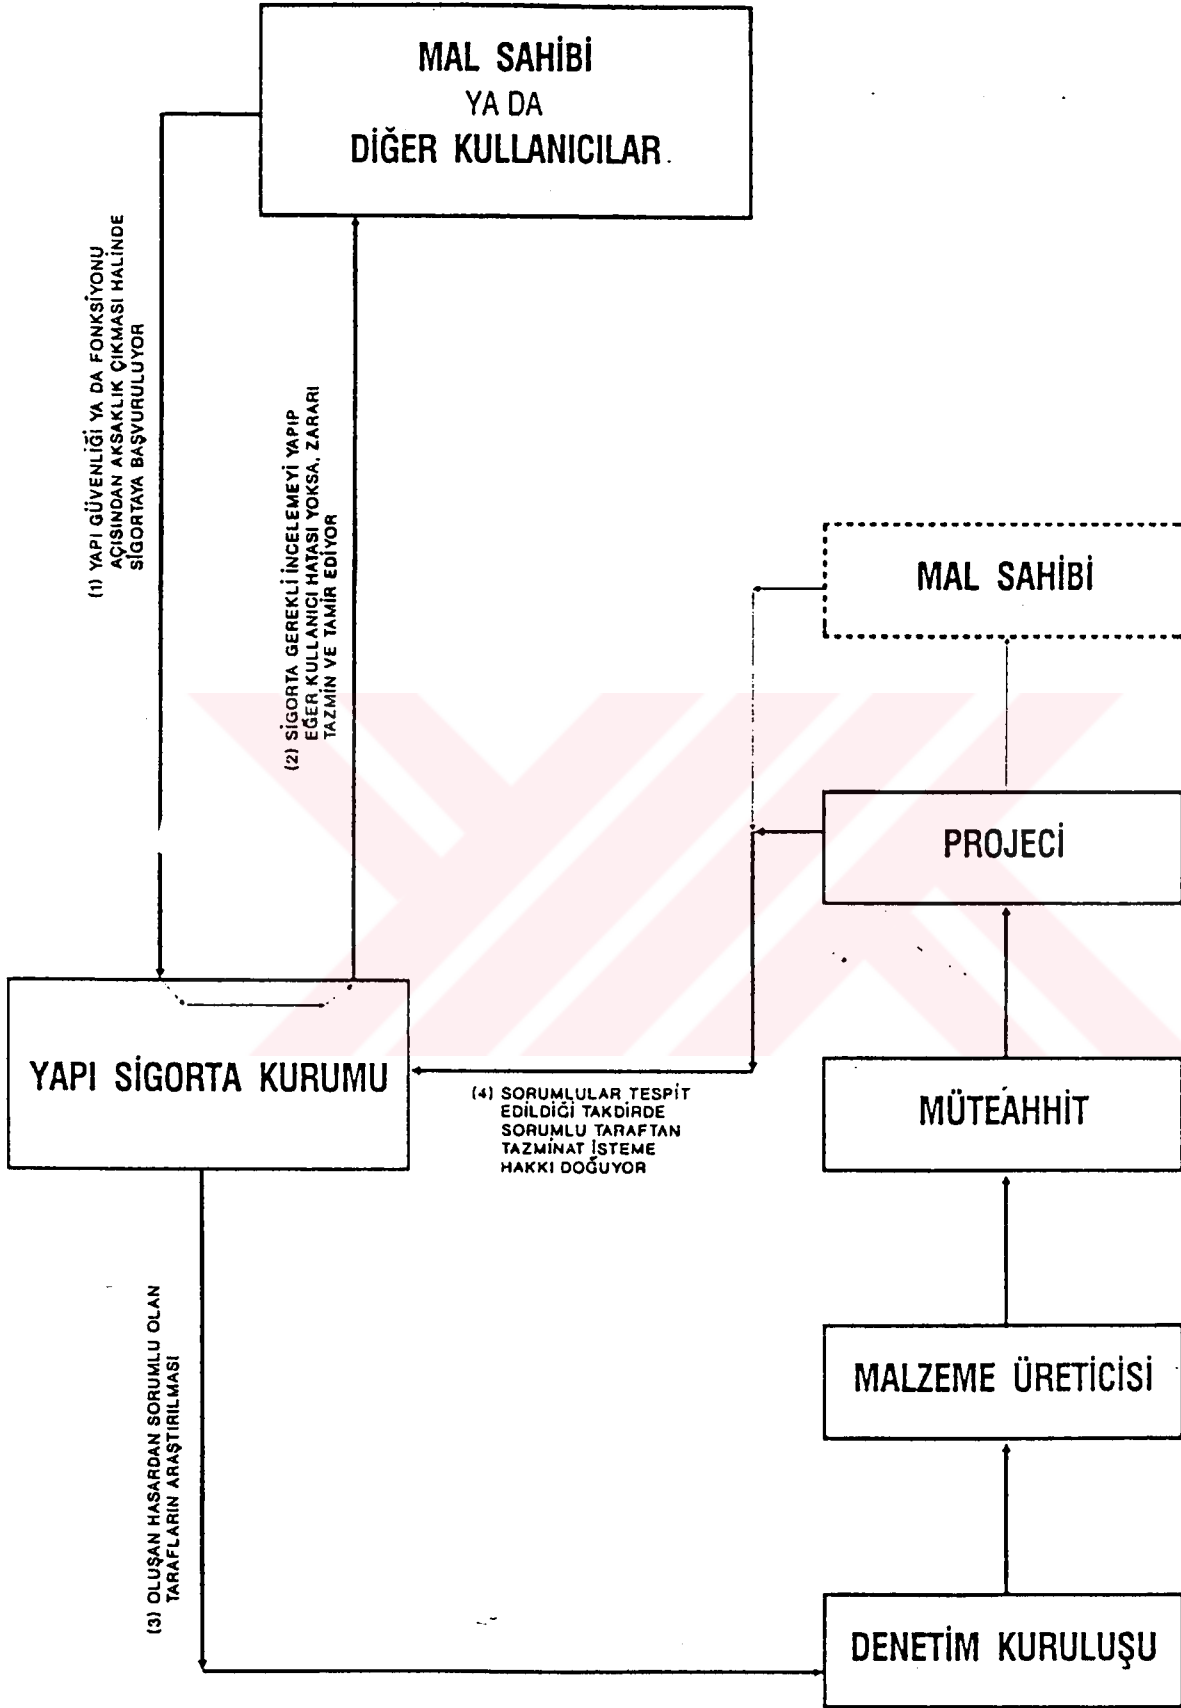 MAL SAHİBİ
YA DA
DİĞER KULLANICILAR
(1) YAPI GÜVENLİĞİ YA DA FONKSİYONU
AÇISINDAN AKSAKLIK ÇIKMASI HALİNDE
SİGORTAYA BAŞVURULUYOR
(2) SİGORTA GEREKLİ İNCELEMEYİ YAPIP
EĞER KULLANICI HATASI YOKSA, ZARARI
TAZMİN VE TAMİR EDİYOR
MAL SAHİBİ
PROJECİ
YAPI SİGORTA KURUMU
(4) SORUMLULAR TESPİT
EDİLDİĞİ TAKDİRDE
SORUMLU TARAFTAN
TAZMİNAT İSTEME
HAKKI DOĞUYOR
MÜTEAHHİT
(3) OLUŞAN HASARDAN SORUMLU OLAN
TARAFLARIN ARAŞTIRILMASI
MALZEME ÜRETİCİSİ
DENETİM KURULUŞU